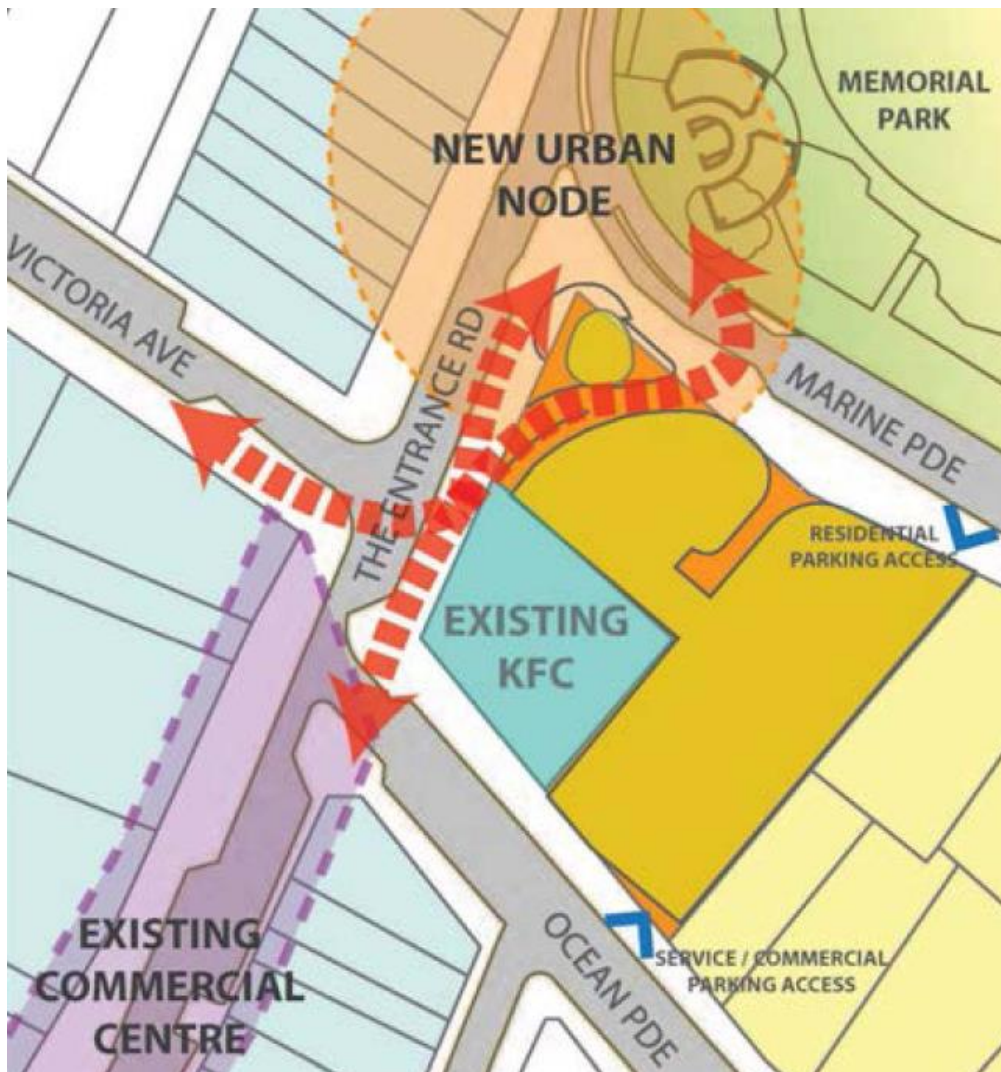 MEMORIAL
PARK
NEW URBAN
NODE
VICTORIA AVE
THE ENTRANCE RD
MARINE PDE
RESIDENTIAL
PARKING ACCESS
EXISTING
KFC
EXISTING
COMMERCIAL
CENTRE
OCEAN PDE
SERVICE / COMMERCIAL
PARKING ACCESS